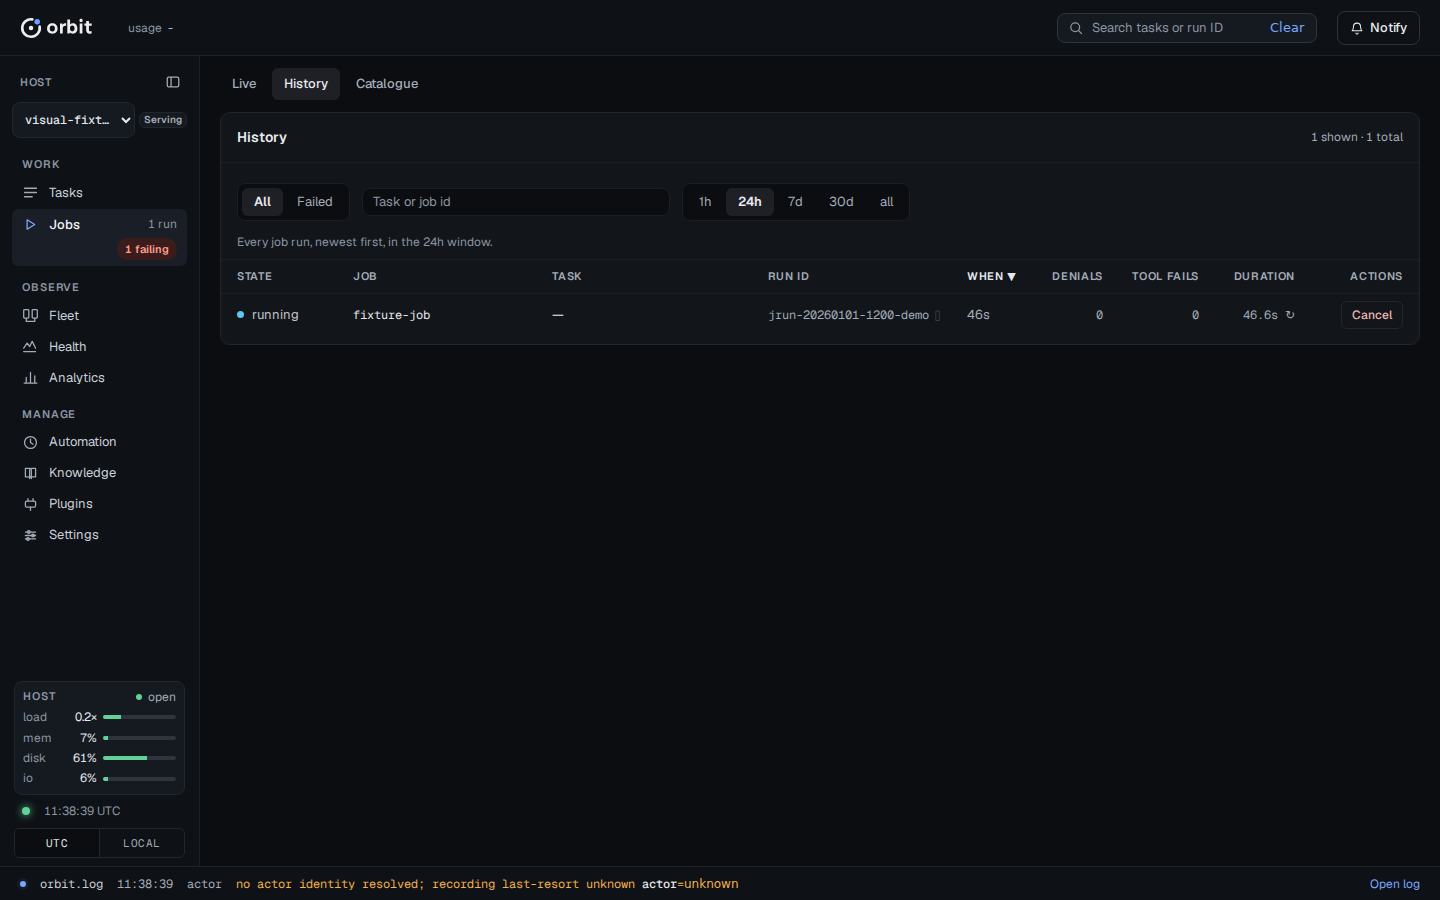 orbit
usage -
Search tasks or run ID
Clear
Notify
HOST
visual-fixt…
Serving
WORK
Tasks
Jobs
1 run
1 failing
OBSERVE
Fleet
Health
Analytics
MANAGE
Automation
Knowledge
Plugins
Settings
HOST
open
load 0.2×
mem 7%
disk 61%
io 6%
11:38:39 UTC
UTC LOCAL
Live History Catalogue
History
1 shown · 1 total
All Failed
Task or job id
1h 24h 7d 30d all
Every job run, newest first, in the 24h window.
STATE JOB TASK RUN ID WHEN ▼ DENIALS TOOL FAILS DURATION ACTIONS
running fixture-job — jrun-20260101-1200-demo 46s 0 0 46.6s ↻ Cancel
orbit.log 11:38:39 actor no actor identity resolved; recording last-resort unknown actor=unknown
Open log